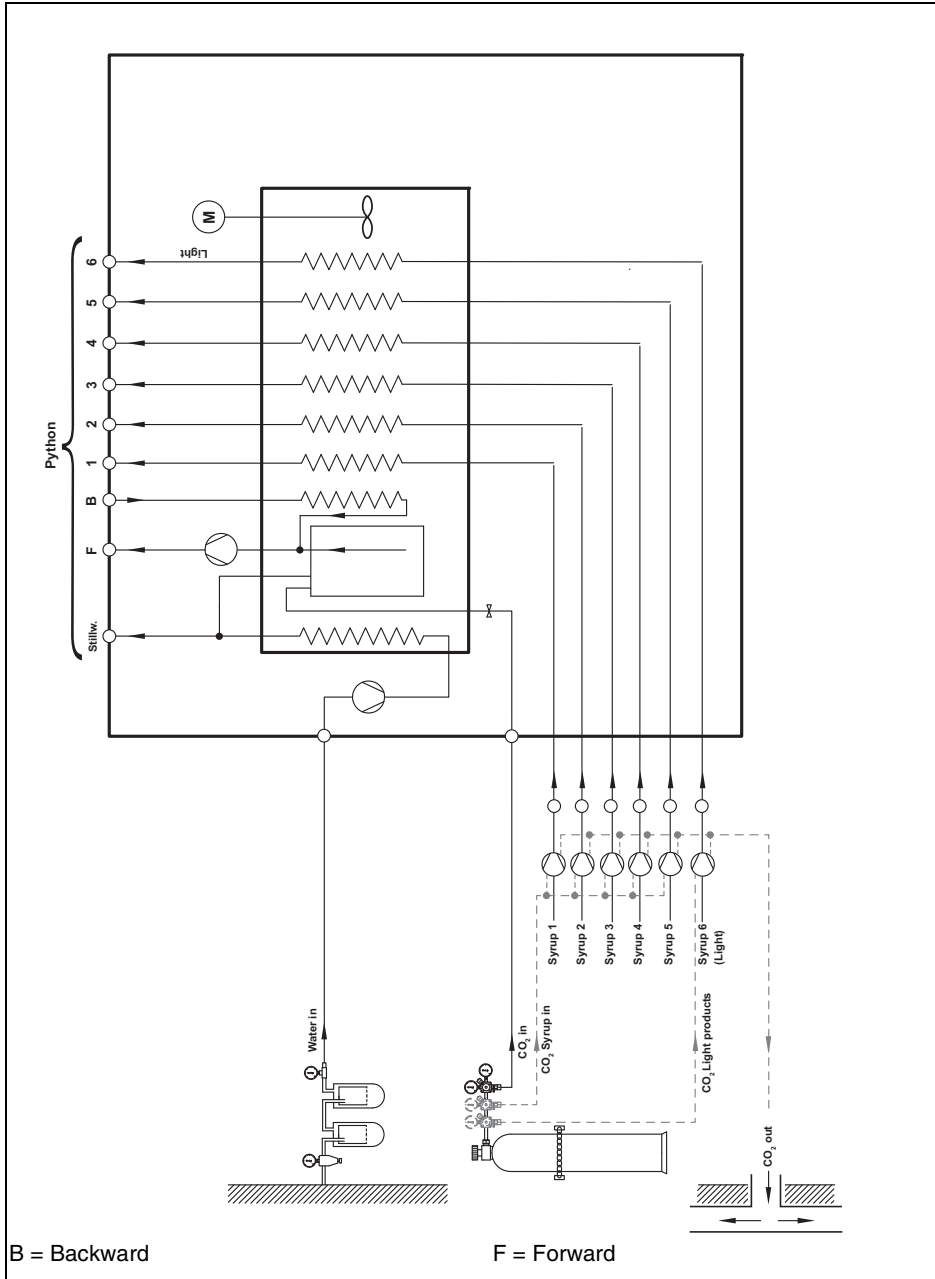 Python
Stillw.
F
B
1
2
3
4
5
6
Light
M
Water in
CO₂ in
CO₂ Syrup in
CO₂ Light products
Syrup 1
Syrup 2
Syrup 3
Syrup 4
Syrup 5
Syrup 6
(Light)
CO₂ out
B = Backward
F = Forward